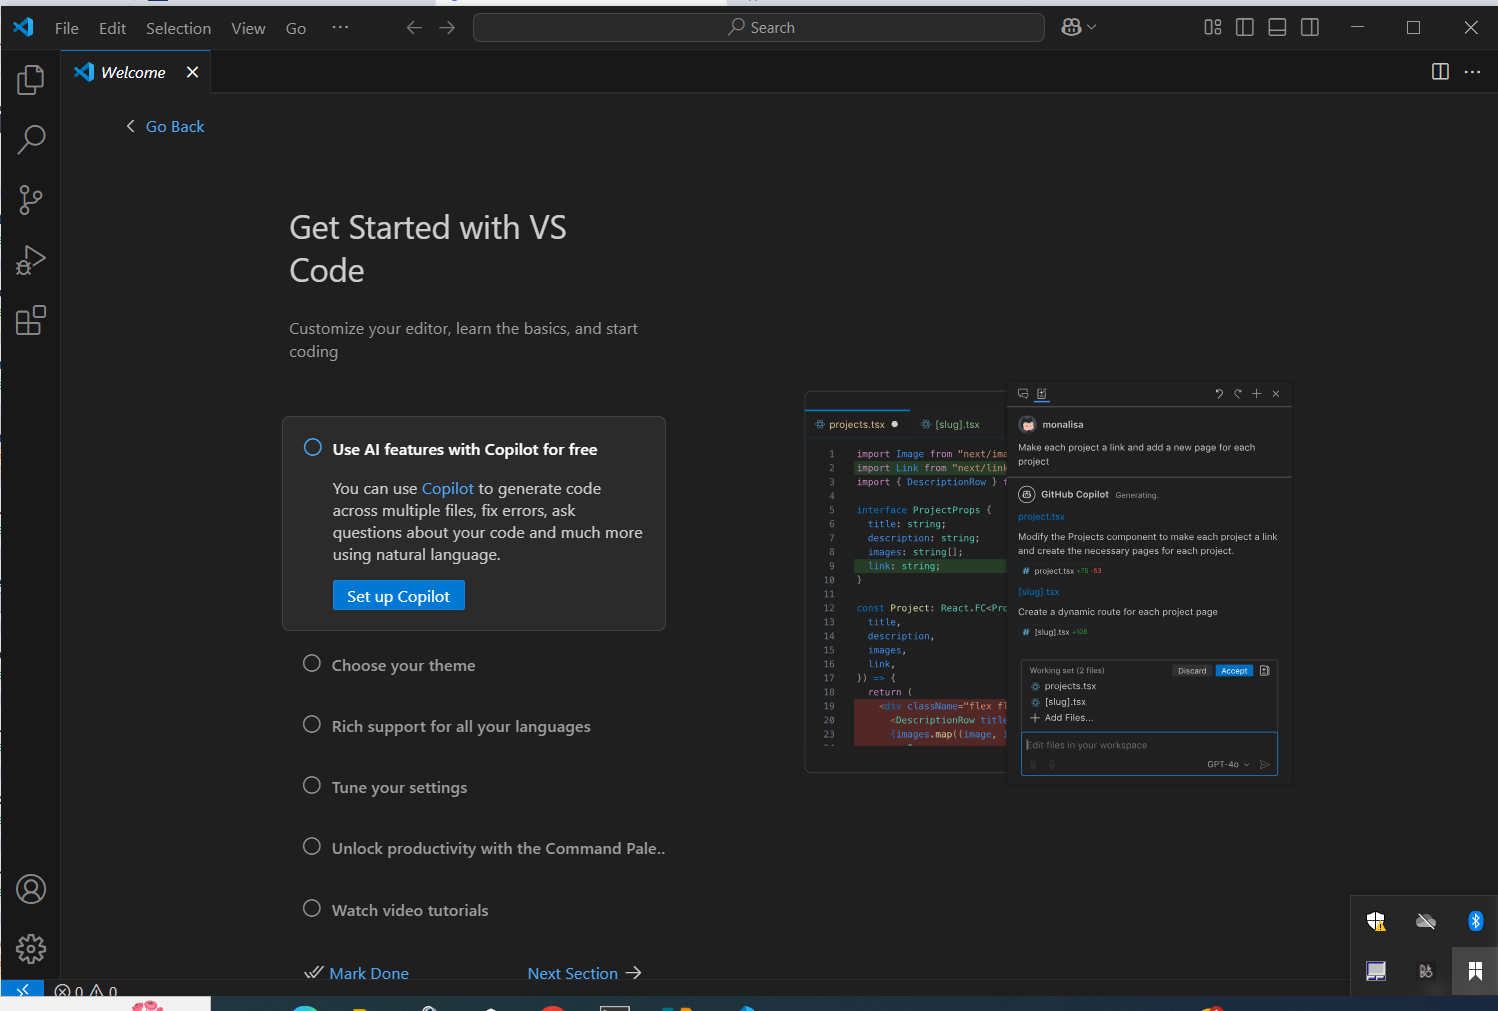 File Edit Selection View Go ···
Search
Welcome
Go Back
Get Started with VS
Code
Customize your editor, learn the basics, and start
coding
Use AI features with Copilot for free
You can use Copilot to generate code
across multiple files, fix errors, ask
questions about your code and much more
using natural language.
Set up Copilot
Choose your theme
Rich support for all your languages
Tune your settings
Unlock productivity with the Command Pale..
Watch video tutorials
Mark Done
Next Section
projects.tsx
[slug].tsx
1 import Image from "next/ima
2 import Link from "next/link
3 import { DescriptionRow } f
4
5 interface ProjectProps {
6 title: string;
7 description: string;
8 images: string[];
9 link: string;
10 }
11
12 const Project: React.FC<Pro
13 title,
14 description,
15 images,
16 link,
17 }) => {
18 return (
19 <div className="flex fl
20 <DescriptionRow title
23 {images.map((image, i
monalisa
Make each project a link and add a new page for each
project
GitHub Copilot Generating.
project.tsx
Modify the Projects component to make each project a link
and create the necessary pages for each project.
# project.tsx +75 -53
[slug].tsx
Create a dynamic route for each project page
# [slug].tsx +108
Working set (2 files)
Discard
Accept
projects.tsx
[slug].tsx
Add Files...
Edit files in your workspace
GPT-4o
0 0